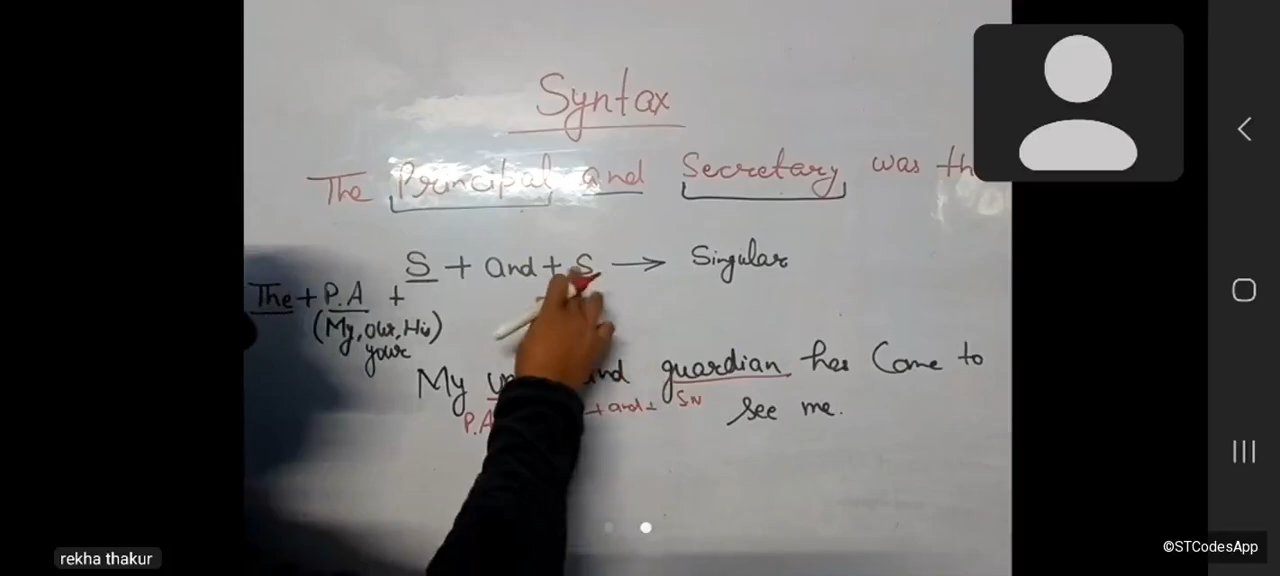 Syntax
The Principal and Secretary was
S + and + S → Singular
The + P.A +
(My, Our, His
your)
My and guardian has Come to
P.A + and + SN
see me.
rekha thakur
©STCodesApp